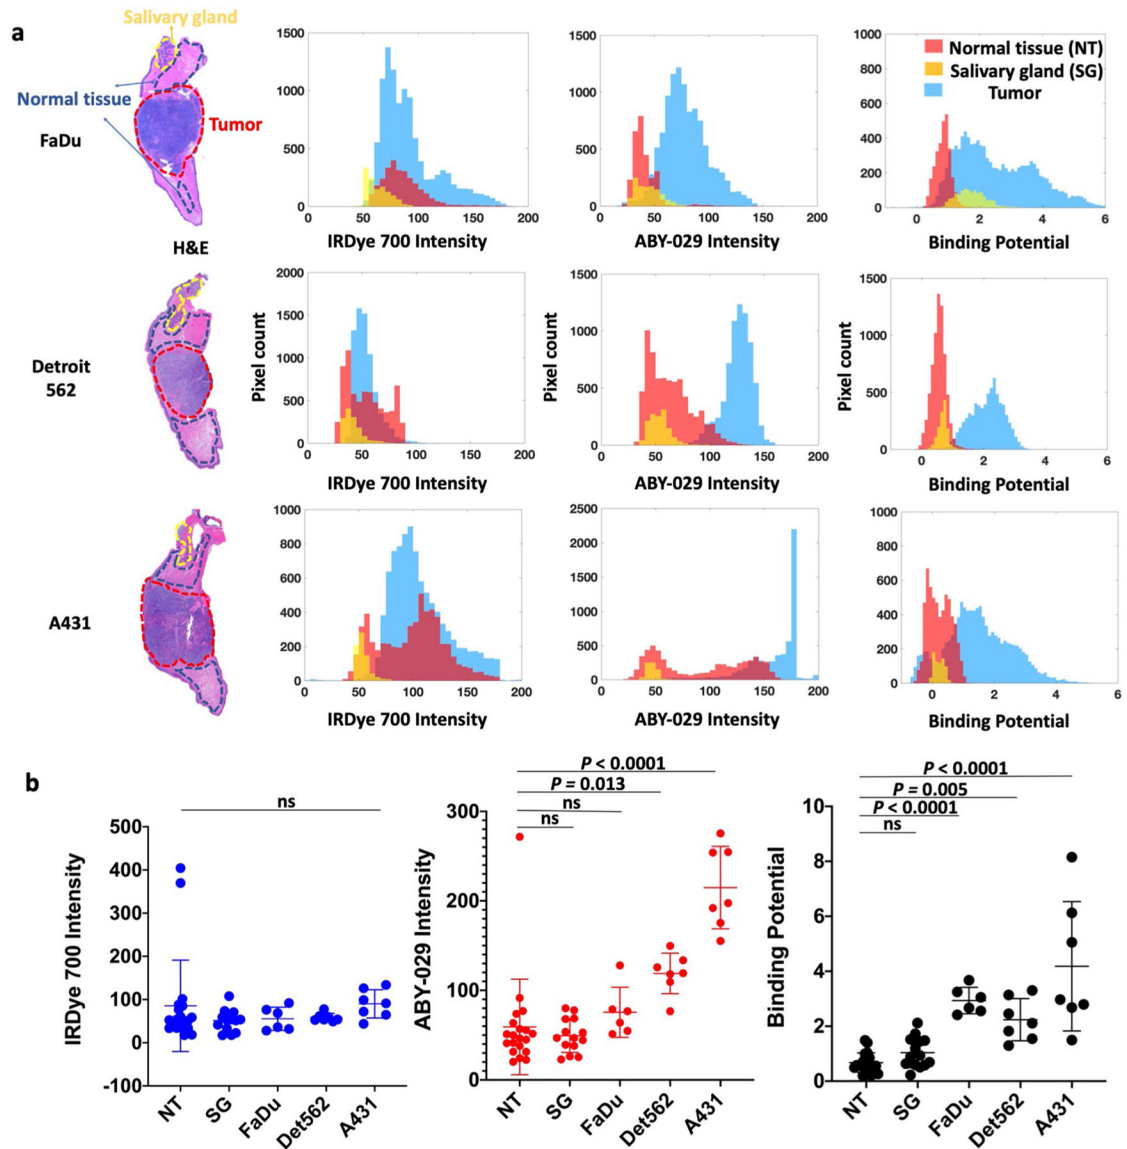 a
Salivary gland
Normal tissue
FaDu
Tumor
H&E
1500
1000
500
0
0 50 100 150 200
IRDye 700 Intensity
1500
1000
500
0
0 50 100 150 200
ABY-029 Intensity
1000
800
600
400
200
0
0 2 4 6
Binding Potential
Normal tissue (NT)
Salivary gland (SG)
Tumor
Detroit
562
Pixel count
2000
1500
1000
500
0
0 50 100 150 200
IRDye 700 Intensity
Pixel count
1500
1000
500
0
0 50 100 150 200
ABY-029 Intensity
Pixel count
1500
1000
500
0
0 2 4 6
Binding Potential
A431
1000
800
600
400
200
0
0 50 100 150 200
IRDye 700 Intensity
2500
2000
1500
1000
500
0
0 50 100 150 200
ABY-029 Intensity
1000
800
600
400
200
0
0 2 4 6
Binding Potential
b
IRDye 700 Intensity
ns
500
400
300
200
100
0
-100
NT SG FaDu Det562 A431
ABY-029 Intensity
P < 0.0001
P = 0.013
ns
ns
300
200
100
0
NT SG FaDu Det562 A431
Binding Potential
P < 0.0001
P = 0.005
P < 0.0001
ns
10
8
6
4
2
0
NT SG FaDu Det562 A431